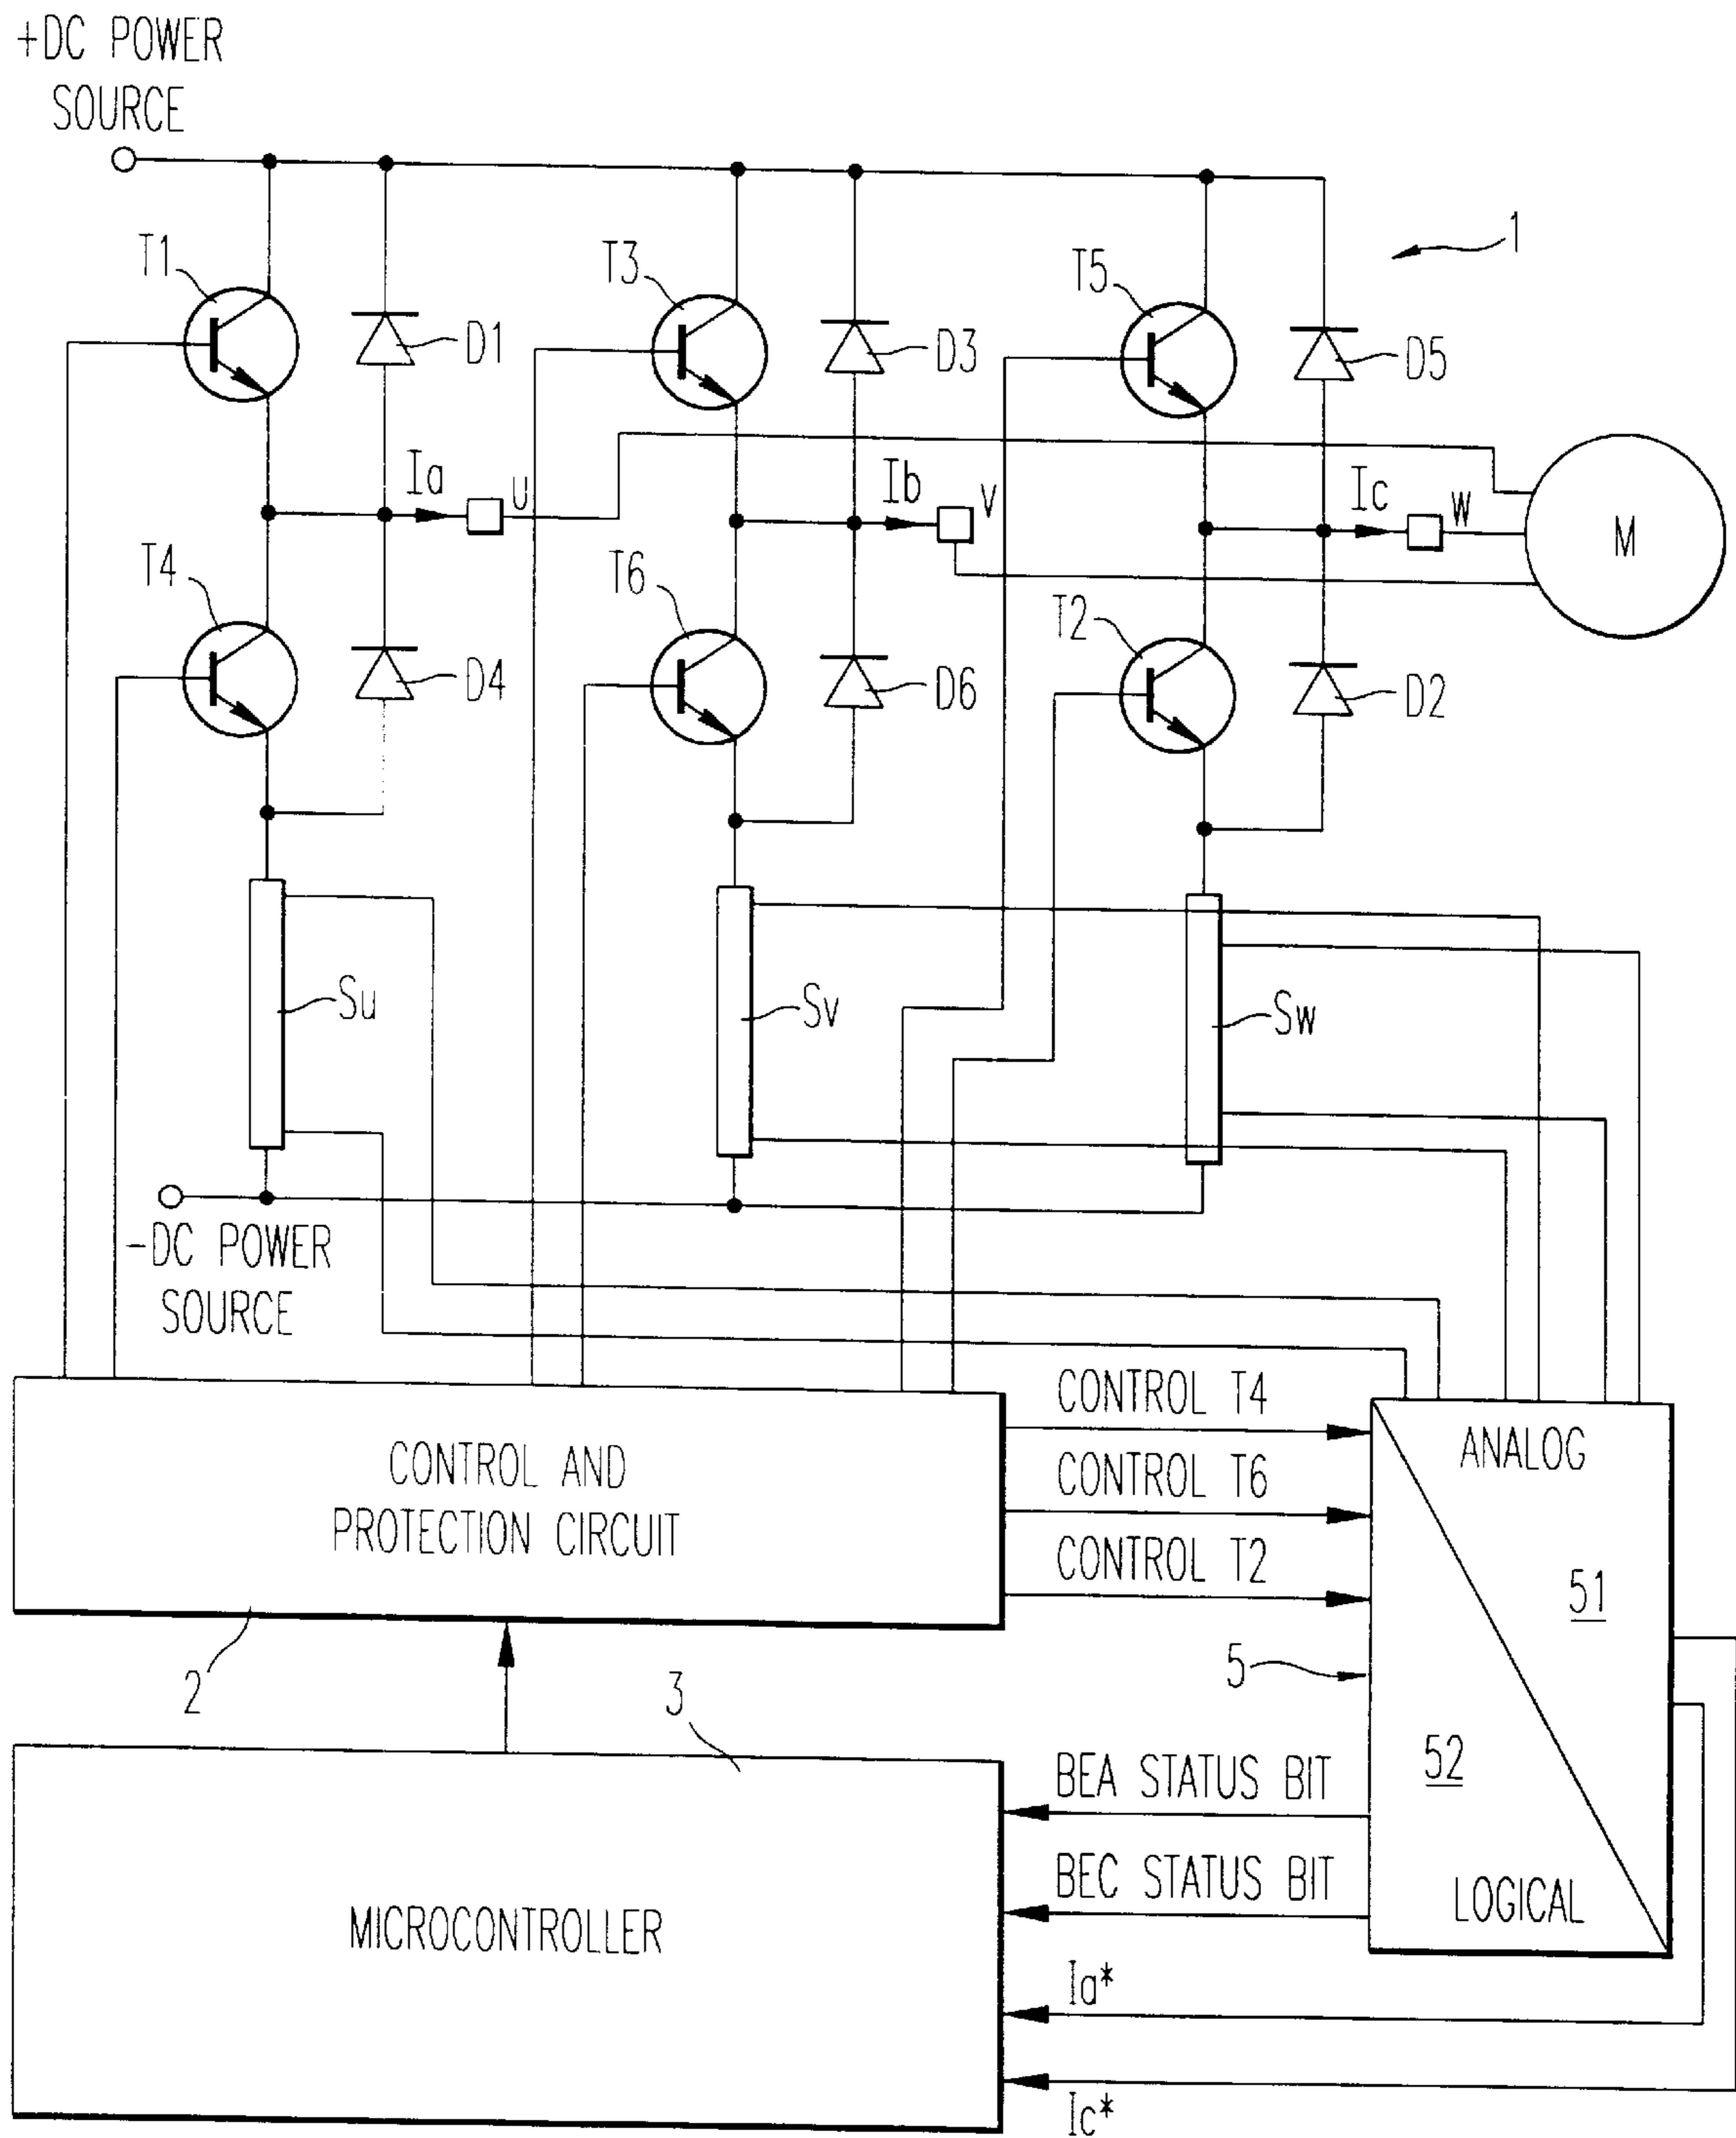 +DC POWER
SOURCE
1
T1
T3
T5
D1
D3
D5
Ia
U
Ib
V
Ic
W
M
T4
T6
T2
D4
D6
D2
Su
Sv
Sw
-DC POWER
SOURCE
CONTROL T4
ANALOG
CONTROL AND
PROTECTION CIRCUIT
CONTROL T6
CONTROL T2
51
2
3
5
52
BEA STATUS BIT
BEC STATUS BIT
LOGICAL
MICROCONTROLLER
Ia*
Ic*